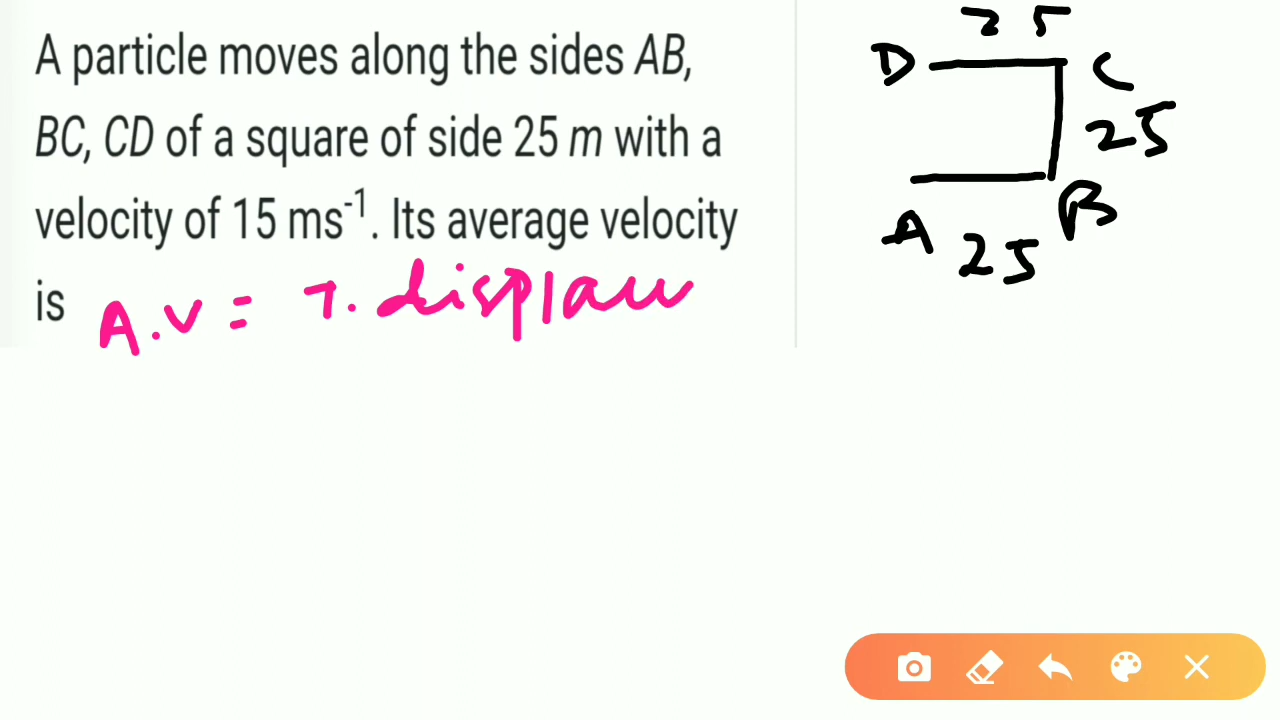 A particle moves along the sides AB,
BC, CD of a square of side 25 m with a
velocity of 15 ms⁻¹. Its average velocity
is
A.V = T.
25
D
C
25
A
B
25